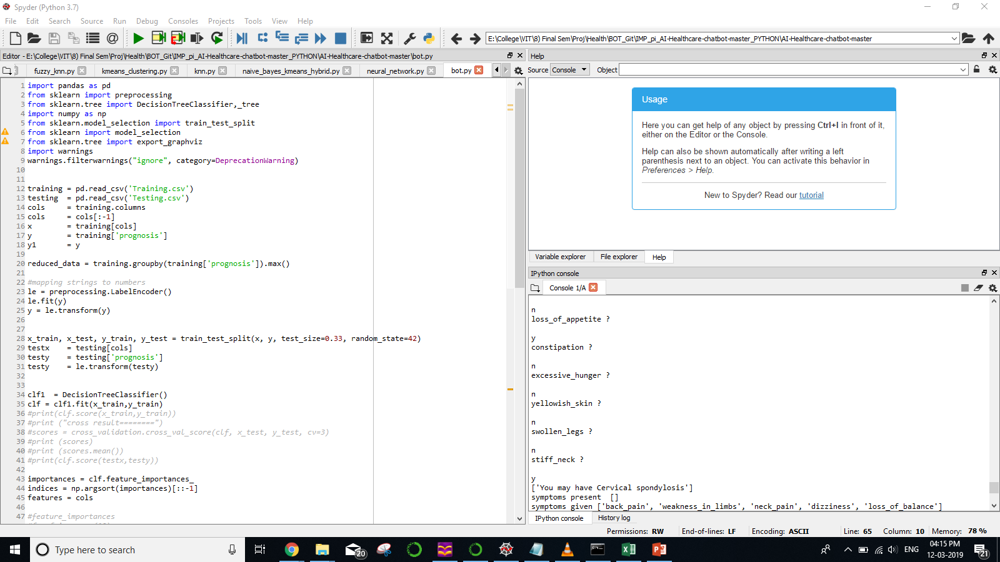 Spyder (Python 3.7)
File Edit Search Source Run Debug Consoles Projects Tools View Help
E:\College\VIT\8) Final Sem\Proj\Health\BOT_Git\IMP_pi_AI-Healthcare-chatbot-master_PYTHON\AI-Healthcare-chatbot-master
Editor - E:\College\VIT\8) Final Sem\Proj\Health\BOT_Git\IMP_pi_AI-Healthcare-chatbot-master_PYTHON\AI-Healthcare-chatbot-master\bot.py
fuzzy_knn.py kmeans_clustering.py knn.py naive_bayes_kmeans_hybrid.py neural_network.py bot.py
1 import pandas as pd
2 from sklearn import preprocessing
3 from sklearn.tree import DecisionTreeClassifier,_tree
4 import numpy as np
5 from sklearn.model_selection import train_test_split
6 from sklearn import model_selection
7 from sklearn.tree import export_graphviz
8 import warnings
9 warnings.filterwarnings("ignore", category=DeprecationWarning)
10
11
12 training = pd.read_csv('Training.csv')
13 testing  = pd.read_csv('Testing.csv')
14 cols     = training.columns
15 cols     = cols[:-1]
16 x        = training[cols]
17 y        = training['prognosis']
18 y1       = y
19
20 reduced_data = training.groupby(training['prognosis']).max()
21
22 #mapping strings to numbers
23 le = preprocessing.LabelEncoder()
24 le.fit(y)
25 y = le.transform(y)
26
27
28 x_train, x_test, y_train, y_test = train_test_split(x, y, test_size=0.33, random_state=42)
29 testx    = testing[cols]
30 testy    = testing['prognosis']
31 testy    = le.transform(testy)
32
33
34 clf1  = DecisionTreeClassifier()
35 clf = clf1.fit(x_train,y_train)
36 #print(clf.score(x_train,y_train))
37 #print ("cross result========")
38 #scores = cross_validation.cross_val_score(clf, x_test, y_test, cv=3)
39 #print (scores)
40 #print (scores.mean())
41 #print(clf.score(testx,testy))
42
43 importances = clf.feature_importances_
44 indices = np.argsort(importances)[::-1]
45 features = cols
46
47 #feature_importances
Help
Source Console Object
Usage
Here you can get help of any object by pressing Ctrl+I in front of it,
either on the Editor or the Console.
Help can also be shown automatically after writing a left
parenthesis next to an object. You can activate this behavior in
Preferences > Help.
New to Spyder? Read our tutorial
Variable explorer File explorer Help
IPython console
Console 1/A
n
loss_of_appetite ?
y
constipation ?
n
excessive_hunger ?
n
yellowish_skin ?
n
swollen_legs ?
n
stiff_neck ?
y
['You may have Cervical spondylosis']
symptoms present  []
symptoms given ['back_pain', 'weakness_in_limbs', 'neck_pain', 'dizziness', 'loss_of_balance']
IPython console History log
Permissions: RW End-of-lines: LF Encoding: ASCII Line: 65 Column: 10 Memory: 78 %
Type here to search
20
ENG
04:15 PM
12-03-2019
21